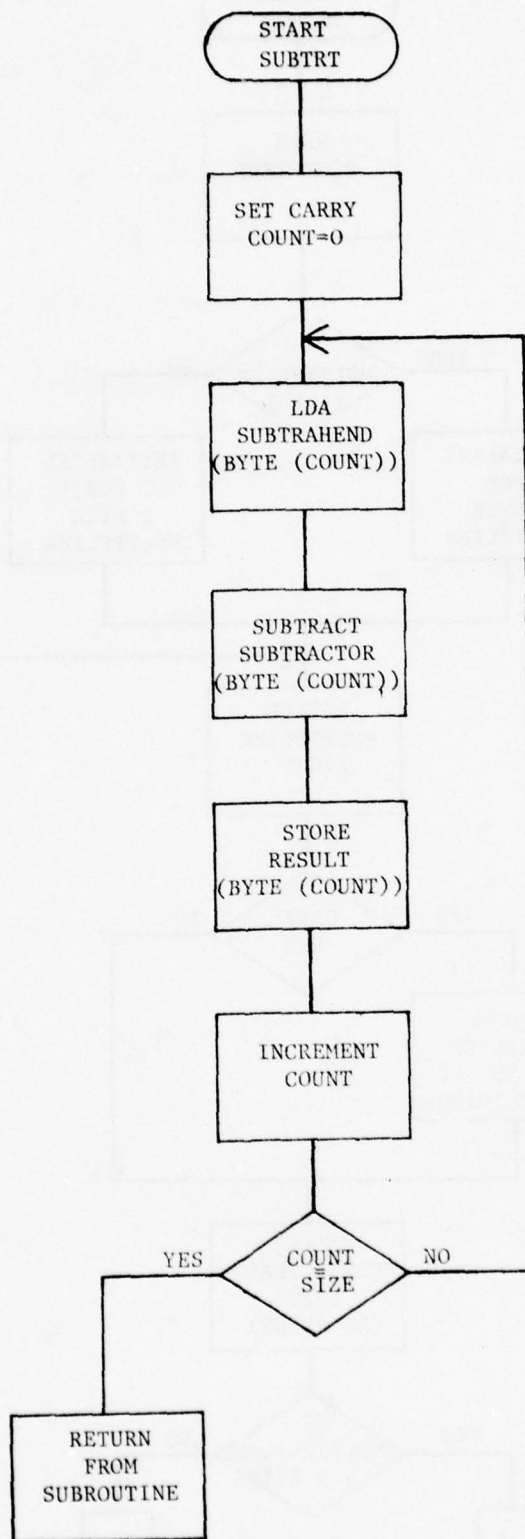 START
SUBTRT
SET CARRY
COUNT=0
LDA
SUBTRAHEND
(BYTE (COUNT))
SUBTRACT
SUBTRACTOR
(BYTE (COUNT))
STORE
RESULT
(BYTE (COUNT))
INCREMENT
COUNT
YES
COUNT
=
SIZE
NO
RETURN
FROM
SUBROUTINE